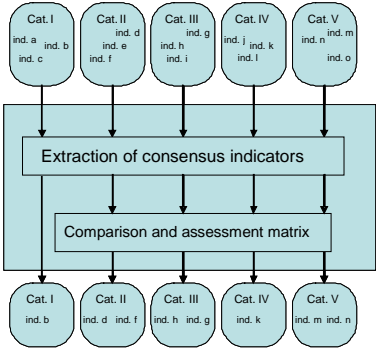 Cat. I
ind. a
ind. b
ind. c
Cat. II
ind. d
ind. e
ind. f
Cat. III
ind. g
ind. h
ind. i
Cat. IV
ind. j
ind. k
ind. l
Cat. V
ind. m
ind. n
ind. o
Extraction of consensus indicators
Comparison and assessment matrix
Cat. I
ind. b
Cat. II
ind. d ind. f
Cat. III
ind. h ind. g
Cat. IV
ind. k
Cat. V
ind. m ind. n